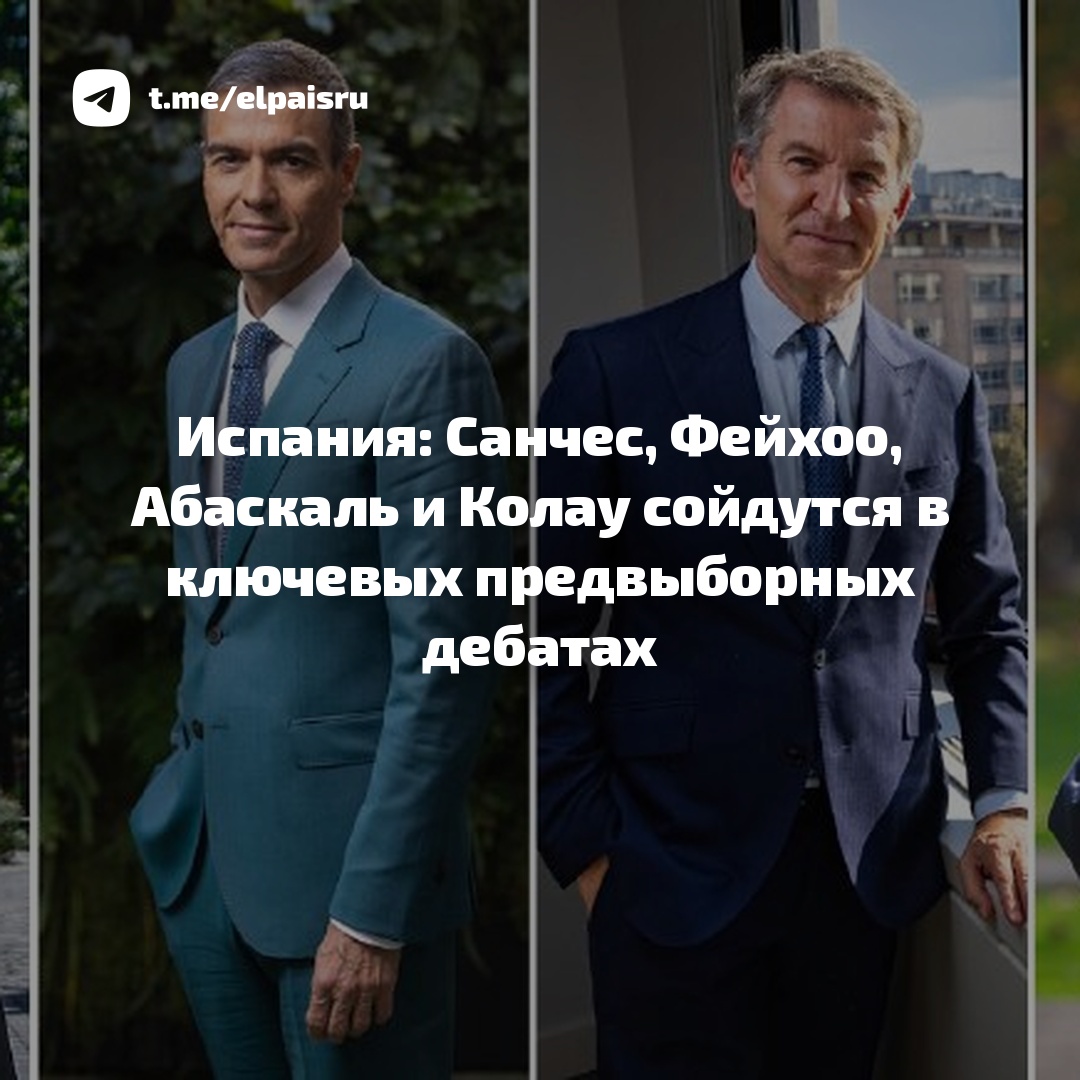 t.me/elpaisru
Испания: Санчес, Фейхоо,
Абаскаль и Колау сойдутся в
ключевых предвыборных
дебатах